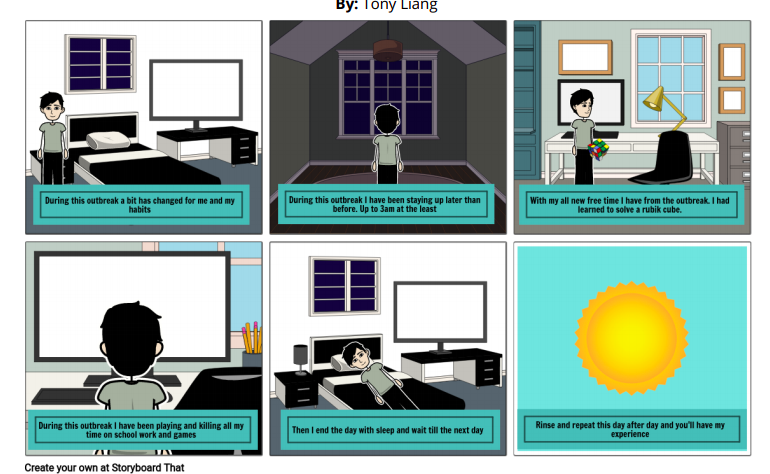 By: Tony Liang
During this outbreak a bit has changed for me and my
habits
During this outbreak I have been staying up later than
before. Up to 3am at the least
With my all new free time I have from the outbreak. I had
learned to solve a rubik cube.
During this outbreak I have been playing and killing all my
time on school work and games
Then I end the day with sleep and wait till the next day
Rinse and repeat this day after day and you'll have my
experience
Create your own at Storyboard That